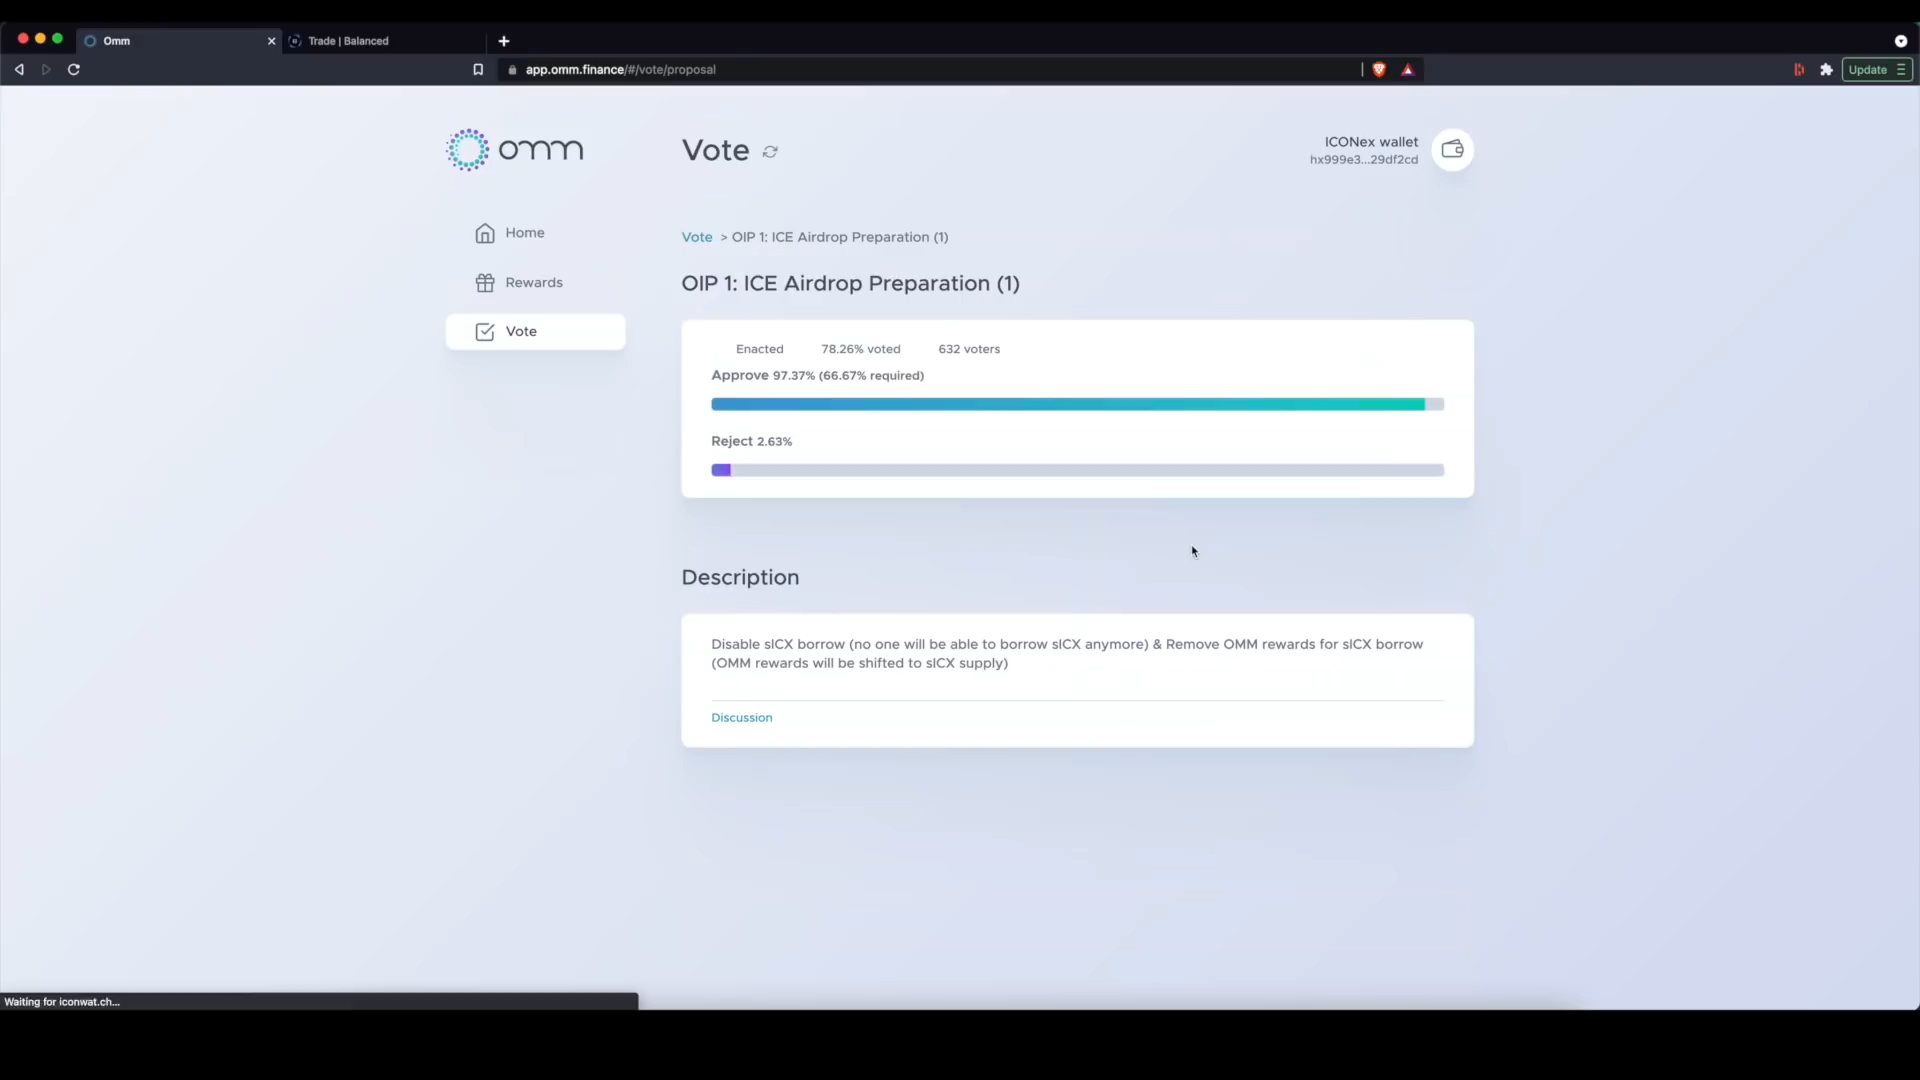 Omm
Trade | Balanced
app.omm.finance/#/vote/proposal
Update
omm
Vote
ICONex wallet
hx999e3...29df2cd
Home
Rewards
Vote
Vote > OIP 1: ICE Airdrop Preparation (1)
OIP 1: ICE Airdrop Preparation (1)
Enacted 78.26% voted 632 voters
Approve 97.37% (66.67% required)
Reject 2.63%
Description
Disable sICX borrow (no one will be able to borrow sICX anymore) & Remove OMM rewards for sICX borrow
(OMM rewards will be shifted to sICX supply)
Discussion
Waiting for iconwat.ch...